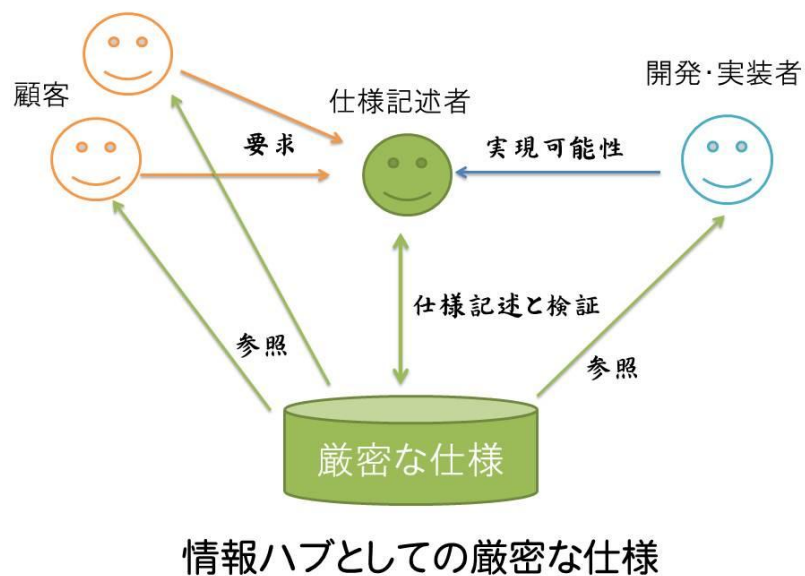 顧客
仕様記述者
開発・実装者
要求
実現可能性
仕様記述と検証
参照
参照
厳密な仕様
情報ハブとしての厳密な仕様